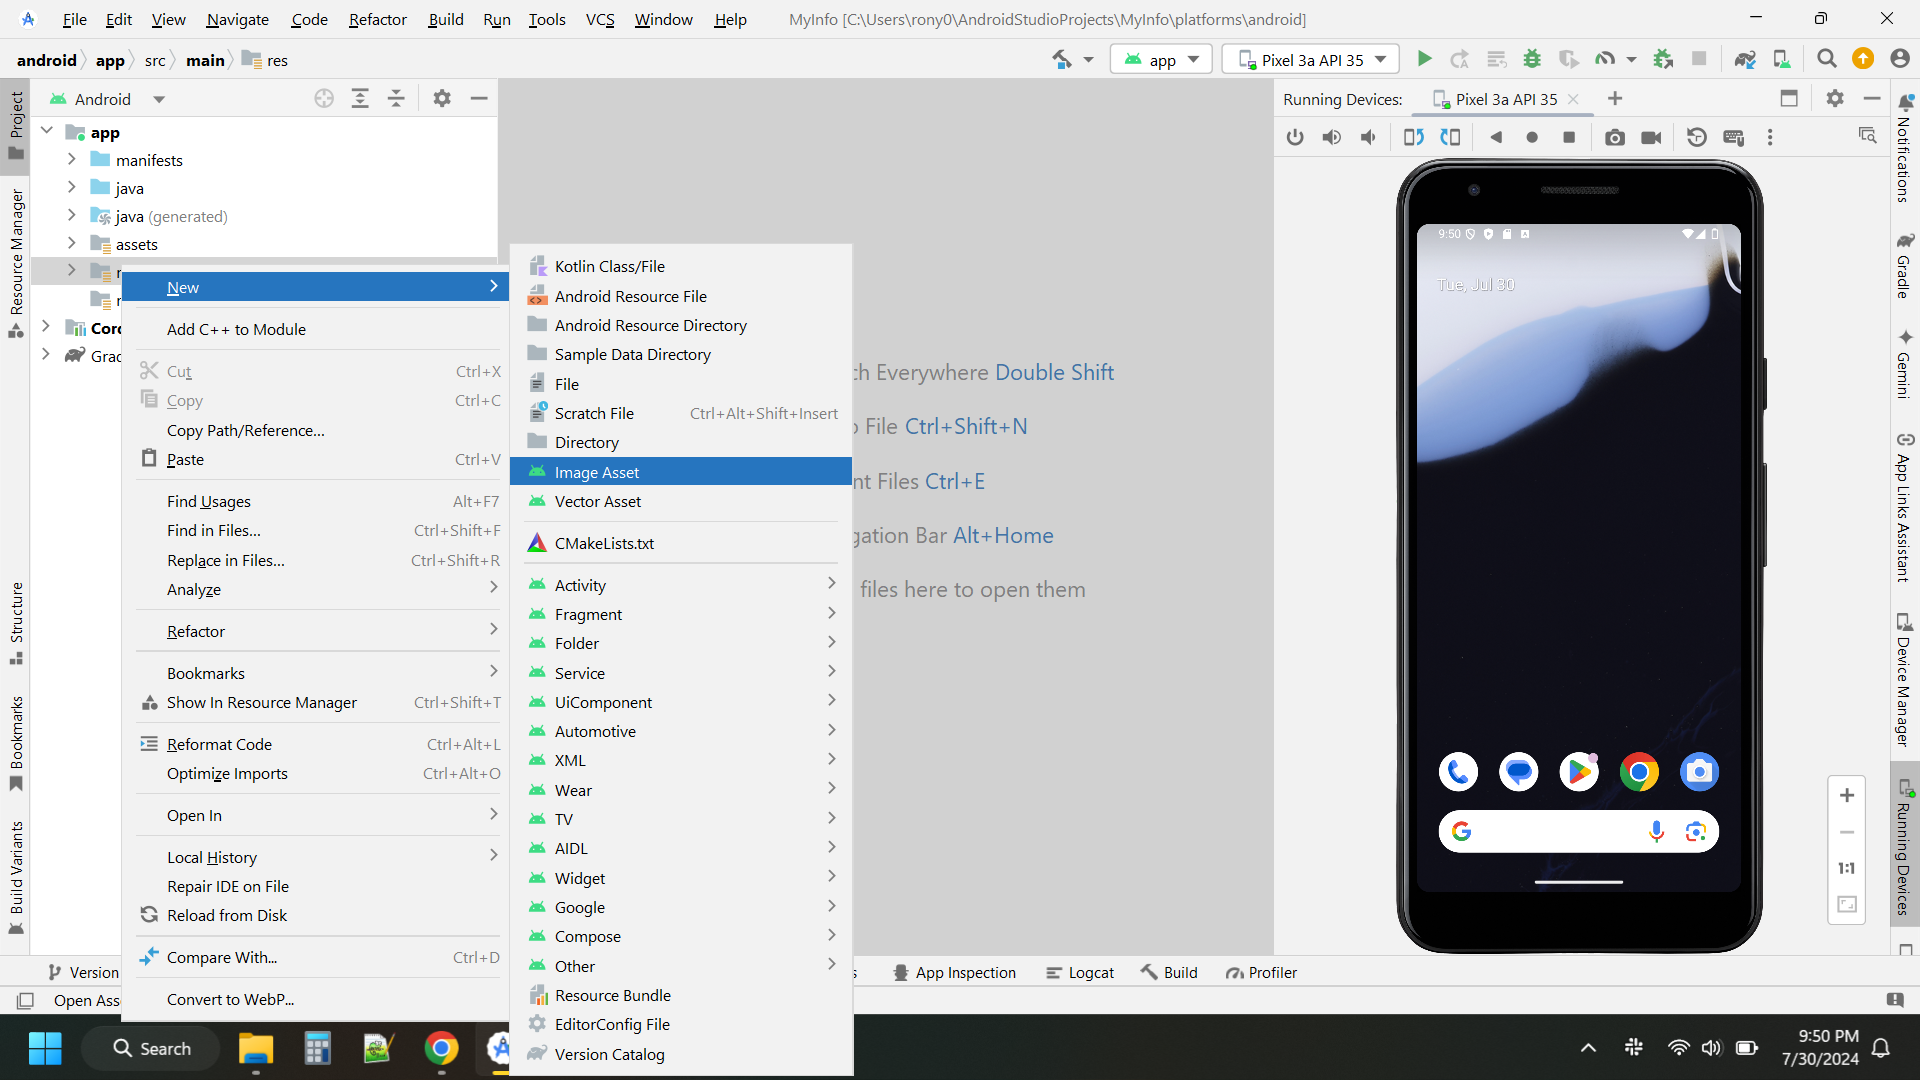 File Edit View Navigate Code Refactor Build Run Tools VCS Window Help MyInfo [C:\Users\rony0\AndroidStudioProjects\MyInfo\platforms\android]
android app src main res
app
Pixel 3a API 35
Project
Resource Manager
Structure
Bookmarks
Build Variants
Android
app
manifests
java
java (generated)
assets
r
r
Cord
Grad
New
Add C++ to Module
Cut Ctrl+X
Copy Ctrl+C
Copy Path/Reference...
Paste Ctrl+V
Find Usages Alt+F7
Find in Files... Ctrl+Shift+F
Replace in Files... Ctrl+Shift+R
Analyze
Refactor
Bookmarks
Show In Resource Manager Ctrl+Shift+T
Reformat Code Ctrl+Alt+L
Optimize Imports Ctrl+Alt+O
Open In
Local History
Repair IDE on File
Reload from Disk
Compare With... Ctrl+D
Convert to WebP...
Kotlin Class/File
Android Resource File
Android Resource Directory
Sample Data Directory
File
Scratch File Ctrl+Alt+Shift+Insert
Directory
Image Asset
Vector Asset
CMakeLists.txt
Activity
Fragment
Folder
Service
UiComponent
Automotive
XML
Wear
TV
AIDL
Widget
Google
Compose
Other
Resource Bundle
EditorConfig File
Version Catalog
ch Everywhere Double Shift
o File Ctrl+Shift+N
nt Files Ctrl+E
gation Bar Alt+Home
files here to open them
Running Devices: Pixel 3a API 35
9:50
Tue, Jul 30
1:1
Notifications
Gradle
Gemini
App Links Assistant
Device Manager
Running Devices
Version
s App Inspection Logcat Build Profiler
Open Asse
Search
9:50 PM
7/30/2024